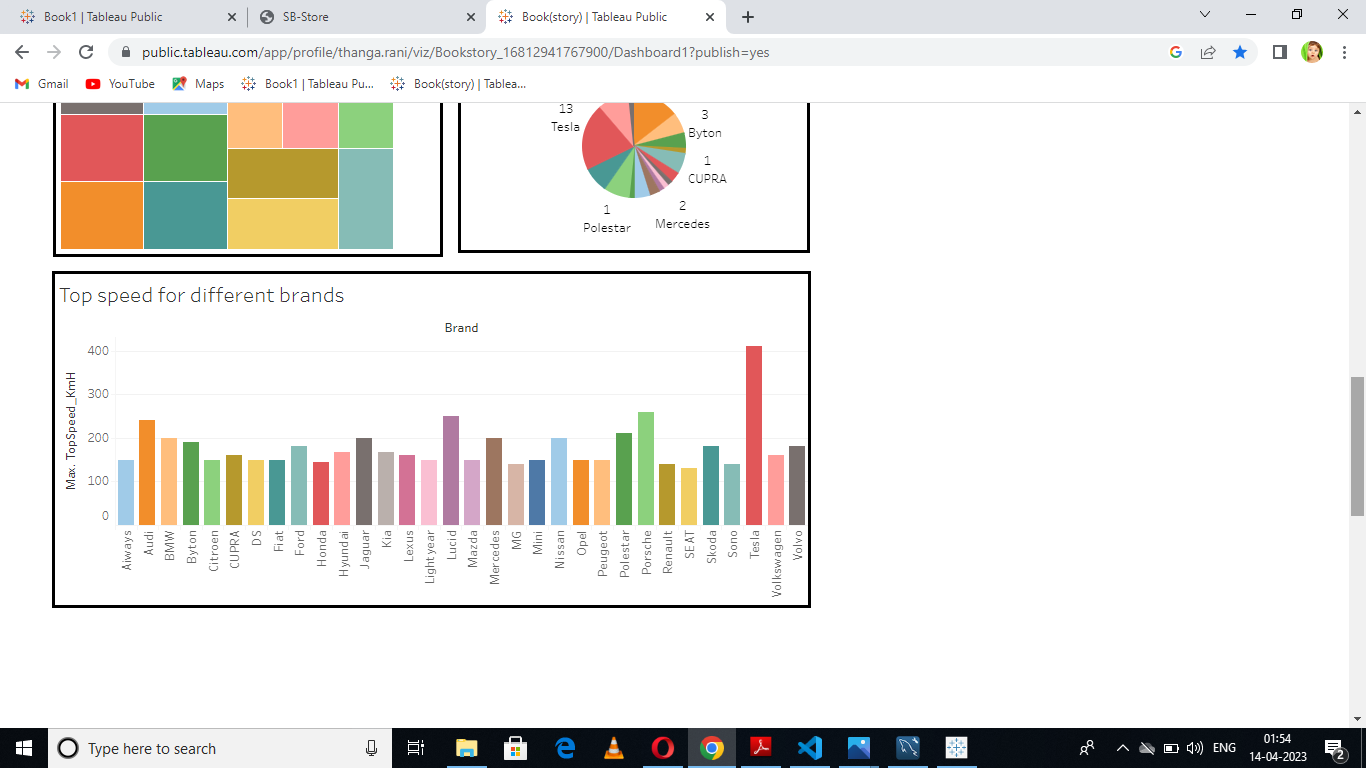 Book1 | Tableau Public
SB-Store
Book(story) | Tableau Public
public.tableau.com/app/profile/thanga.rani/viz/Bookstory_16812941767900/Dashboard1?publish=yes
Gmail
YouTube
Maps
Book1 | Tableau Pu...
Book(story) | Tablea...
13
Tesla
3
Byton
1
CUPRA
2
Mercedes
1
Polestar
Top speed for different brands
Brand
Max. TopSpeed_KmH
400
300
200
100
0
Aiways
Audi
BMW
Byton
Citroen
CUPRA
DS
Fiat
Ford
Honda
Hyundai
Jaguar
Kia
Lexus
Lightyear
Lucid
Mazda
Mercedes
MG
Mini
Nissan
Opel
Peugeot
Polestar
Porsche
Renault
SEAT
Skoda
Sono
Tesla
Volkswagen
Volvo
Type here to search
ENG
01:54
14-04-2023
2